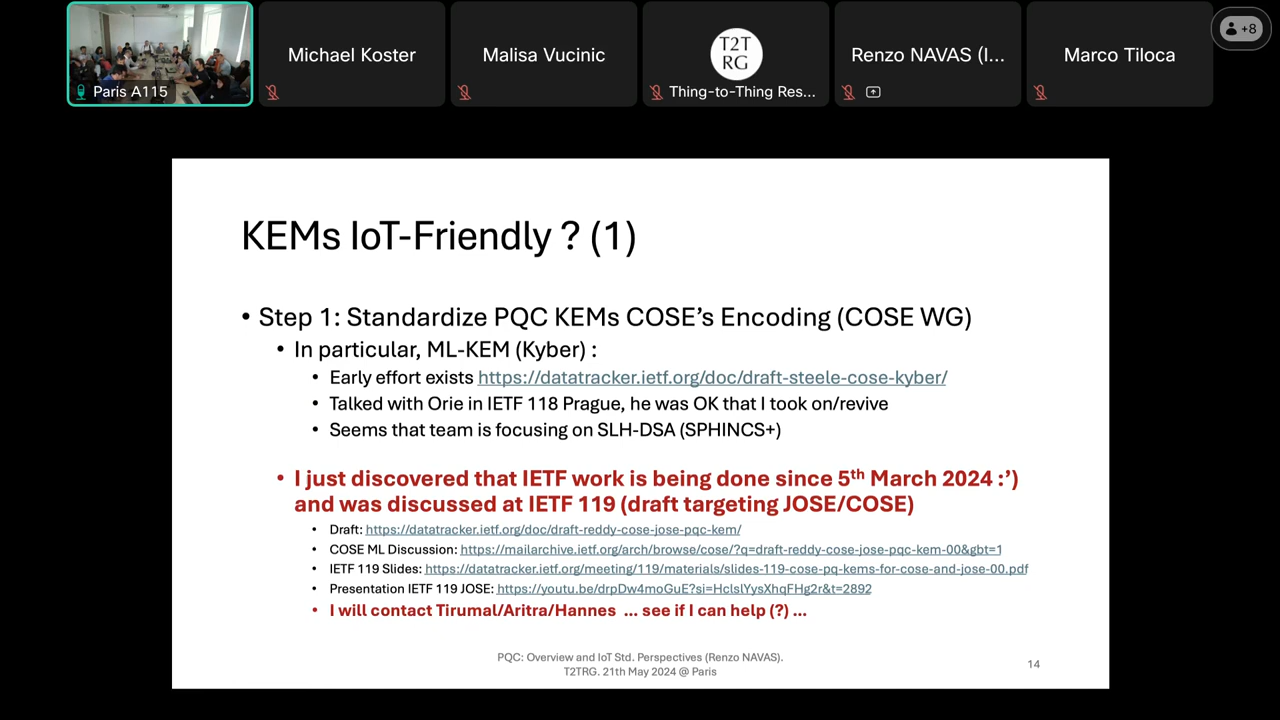 Paris A115
Michael Koster
Malisa Vucinic
T2T
RG
Thing-to-Thing Res...
Renzo NAVAS (I...
Marco Tiloca
+8
KEMs IoT-Friendly ? (1)
• Step 1: Standardize PQC KEMs COSE’s Encoding (COSE WG)
• In particular, ML-KEM (Kyber) :
• Early effort exists https://datatracker.ietf.org/doc/draft-steele-cose-kyber/
• Talked with Orie in IETF 118 Prague, he was OK that I took on/revive
• Seems that team is focusing on SLH-DSA (SPHINCS+)
• I just discovered that IETF work is being done since 5th March 2024 :’)
and was discussed at IETF 119 (draft targeting JOSE/COSE)
• Draft: https://datatracker.ietf.org/doc/draft-reddy-cose-jose-pqc-kem/
• COSE ML Discussion: https://mailarchive.ietf.org/arch/browse/cose/?q=draft-reddy-cose-jose-pqc-kem-00&gbt=1
• IETF 119 Slides: https://datatracker.ietf.org/meeting/119/materials/slides-119-cose-pq-kems-for-cose-and-jose-00.pdf
• Presentation IETF 119 JOSE: https://youtu.be/drpDw4moGuE?si=HclslYysXhqFHg2r&t=2892
• I will contact Tirumal/Aritra/Hannes ... see if I can help (?) ...
PQC: Overview and IoT Std. Perspectives (Renzo NAVAS).
T2TRG. 21th May 2024 @ Paris
14